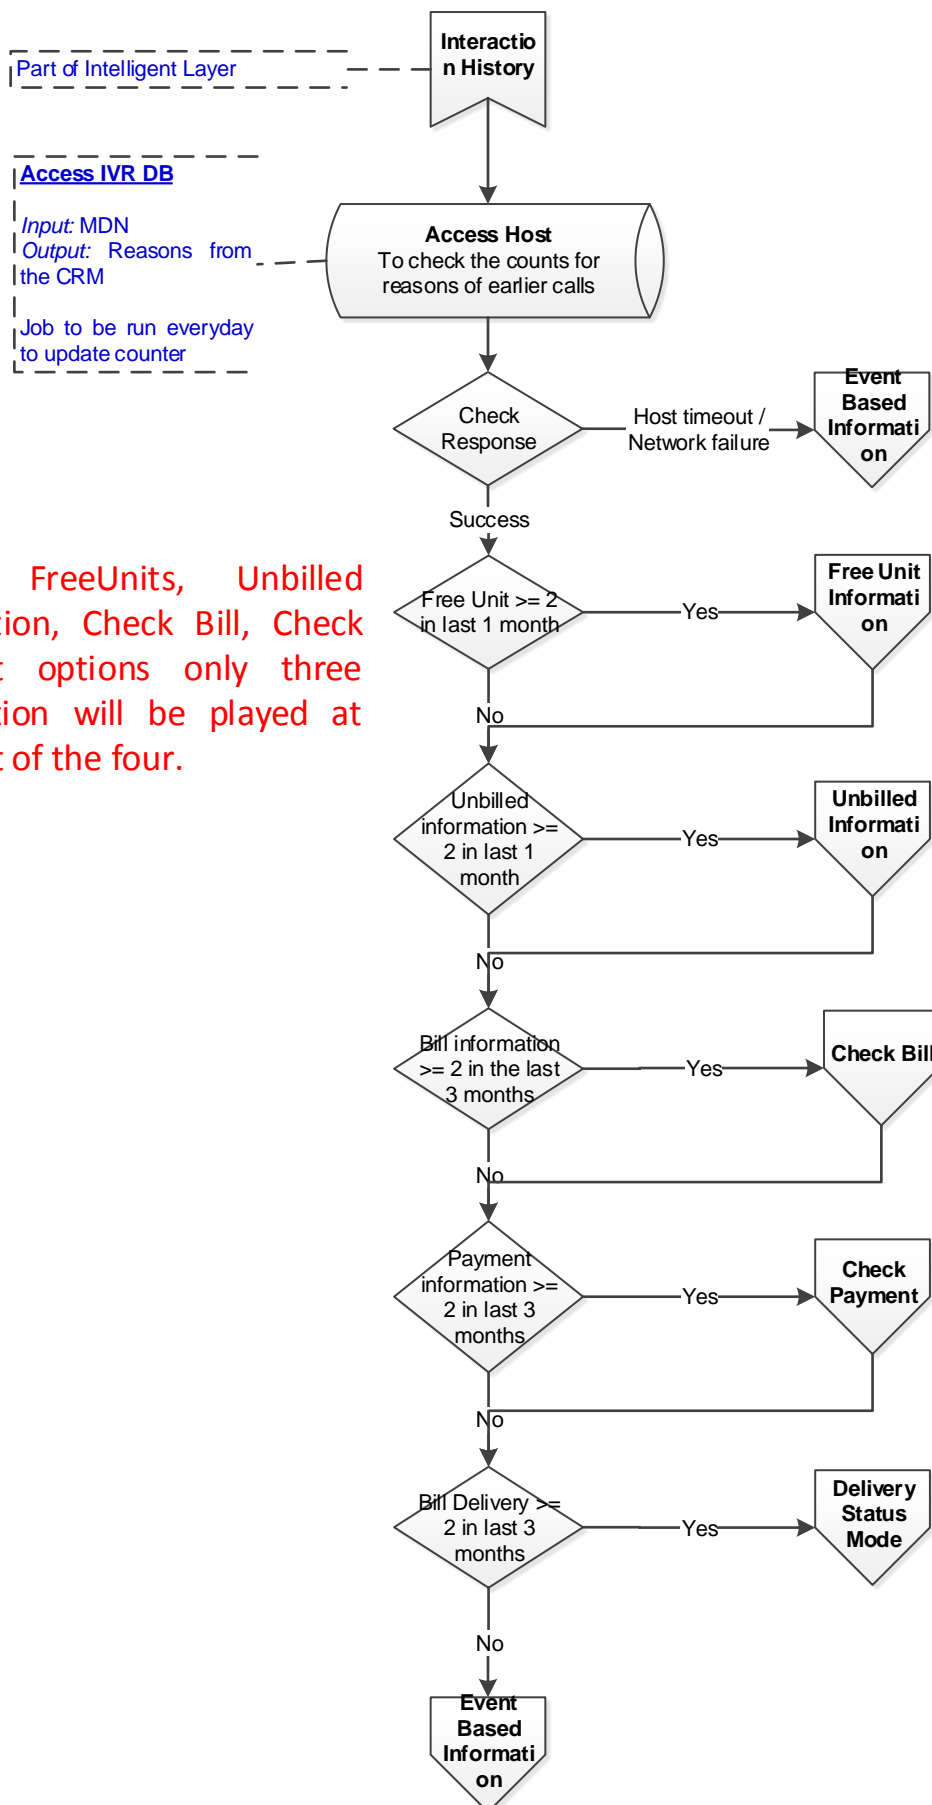 Interactio
n History
Part of Intelligent Layer
Access IVR DB
Input: MDN
Output: Reasons from
the CRM
Job to be run everyday
to update counter
Access Host
To check the counts for
reasons of earlier calls
Check
Response
Host timeout /
Network failure
Event
Based
Informati
on
Success
FreeUnits, Unbilled
tion, Check Bill, Check
t options only three
tion will be played at
t of the four.
Free Unit >= 2
in last 1 month
Yes
Free Unit
Informati
on
No
Unbilled
information >=
2 in last 1
month
Yes
Unbilled
Informati
on
No
Bill information
>= 2 in the last
3 months
Yes
Check Bill
No
Payment
information >=
2 in last 3
months
Yes
Check
Payment
No
Bill Delivery >=
2 in last 3
months
Yes
Delivery
Status
Mode
No
Event
Based
Informati
on